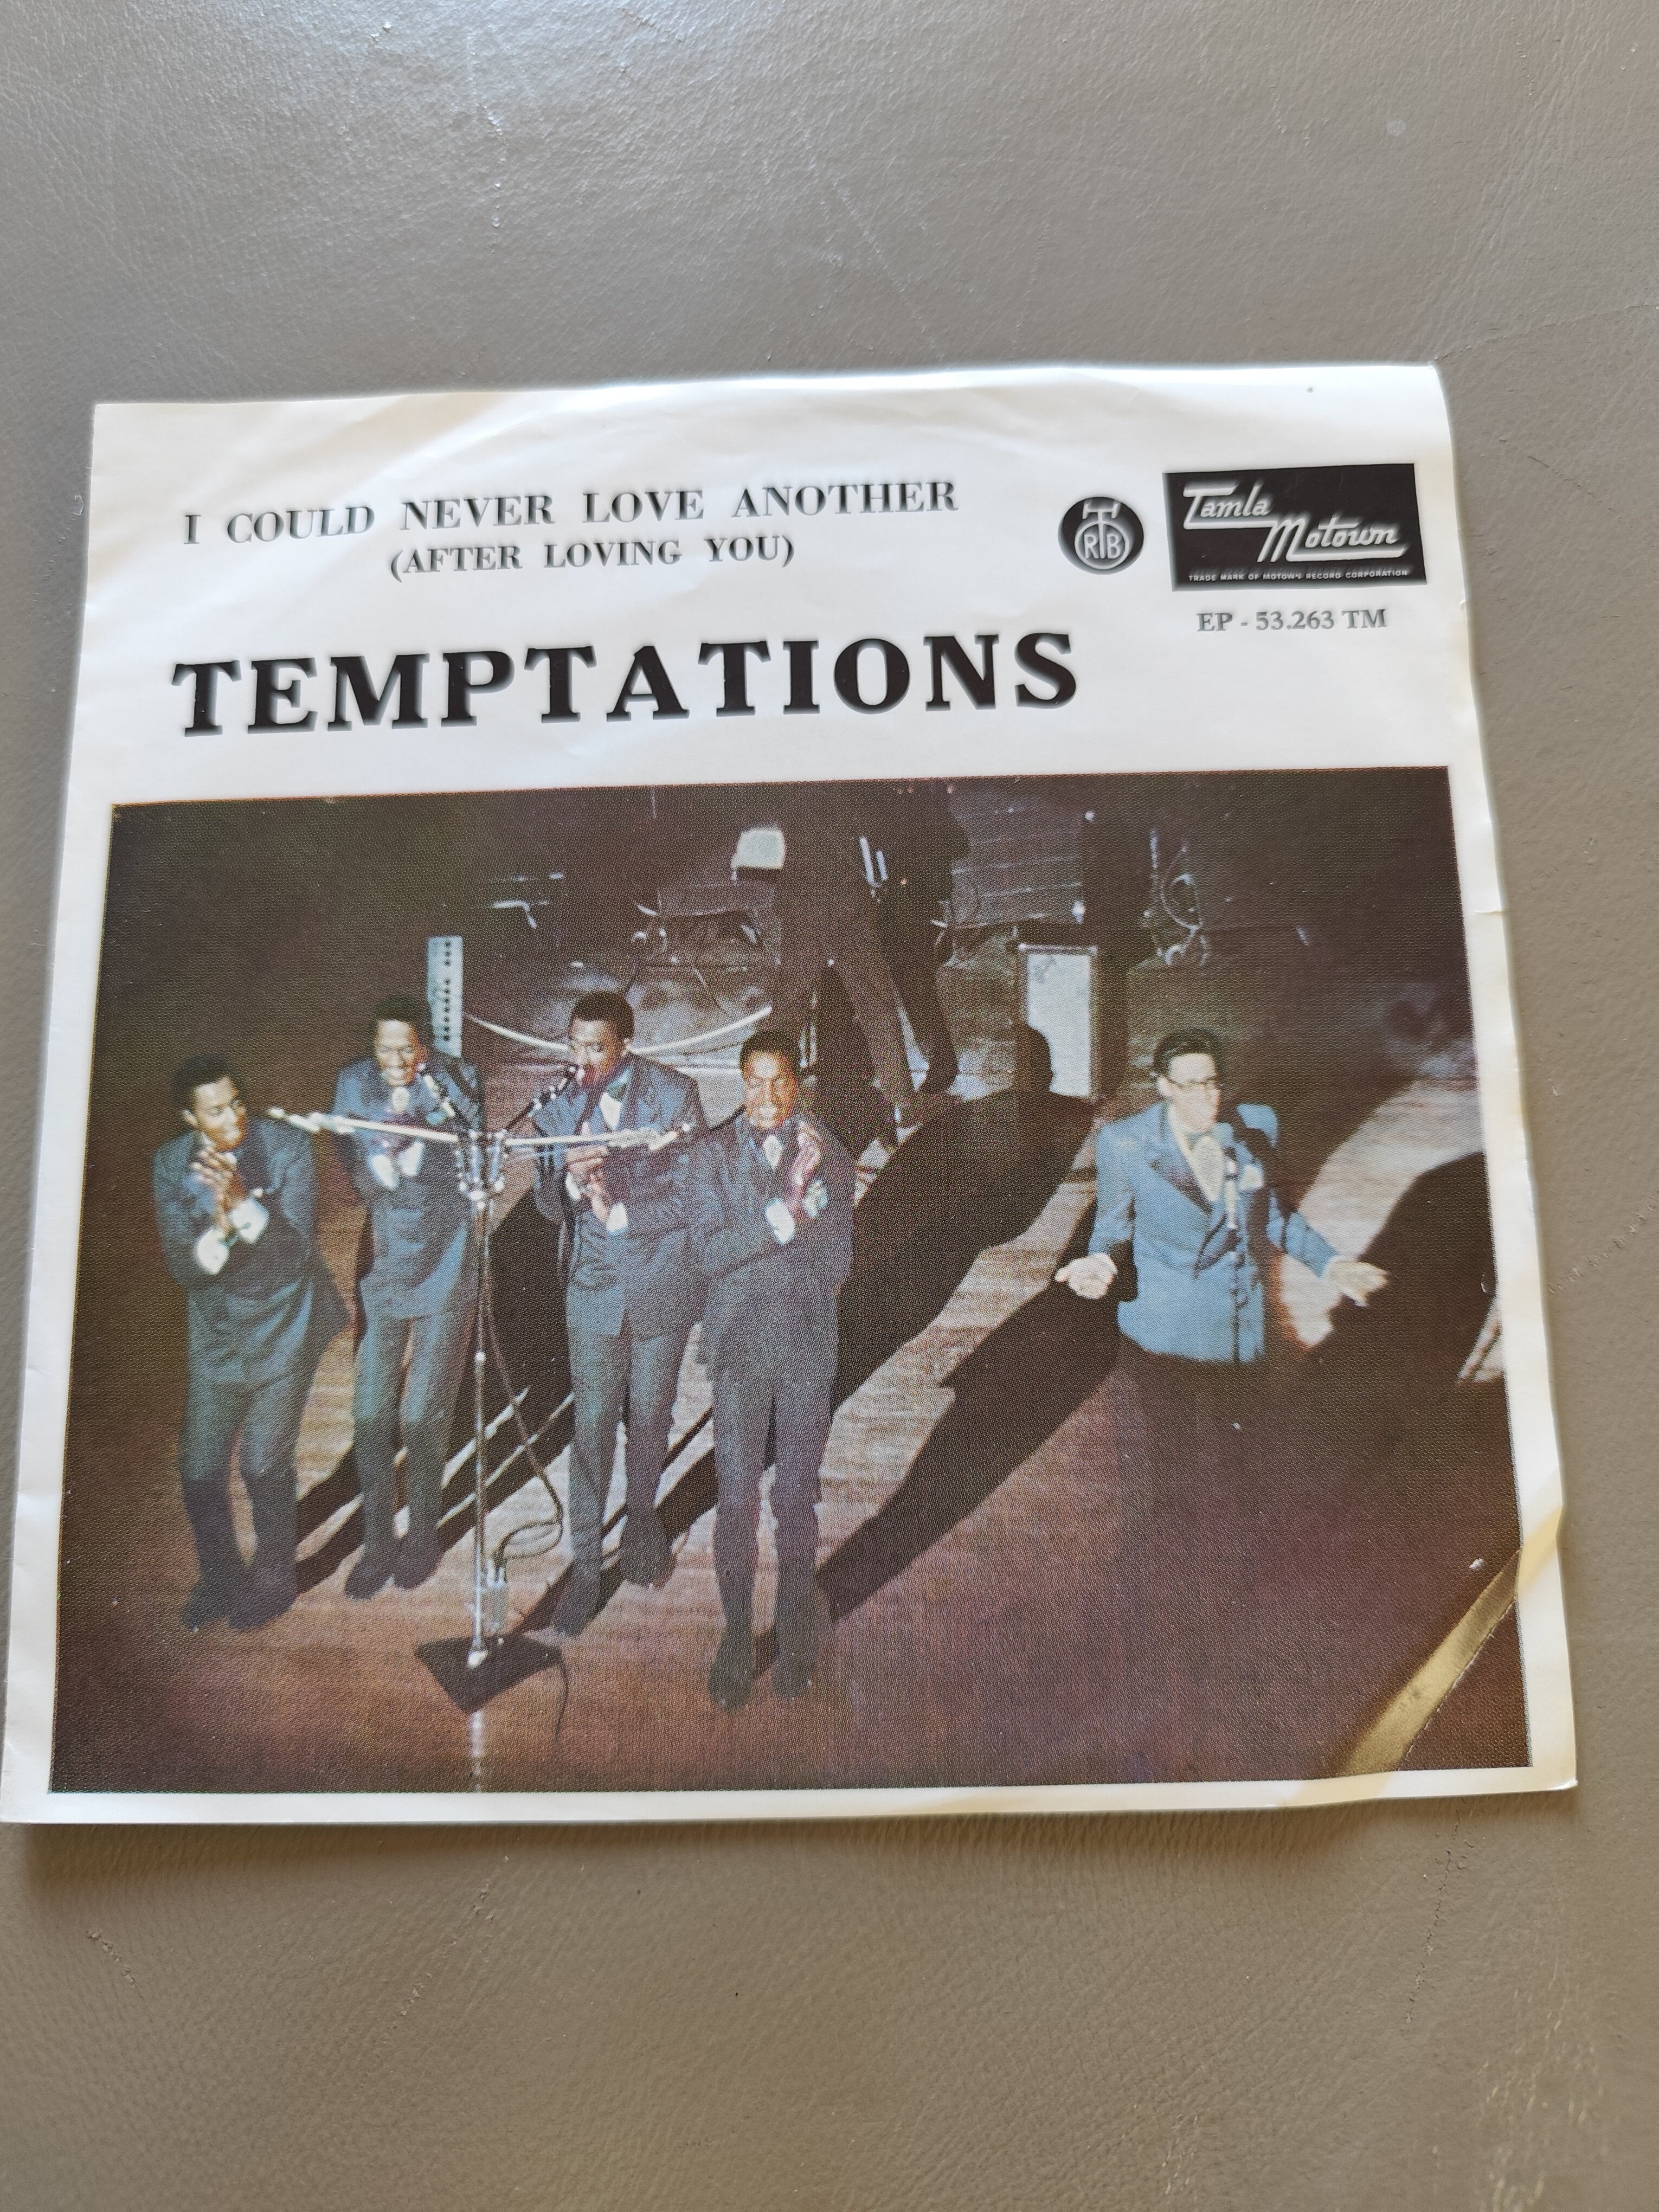 I COULD NEVER LOVE ANOTHER
(AFTER LOVING YOU)
TEMPTATIONS
RTB
Tamla
Motown
TRADE MARK OF MOTOWN RECORD CORPORATION
EP - 53.263 TM